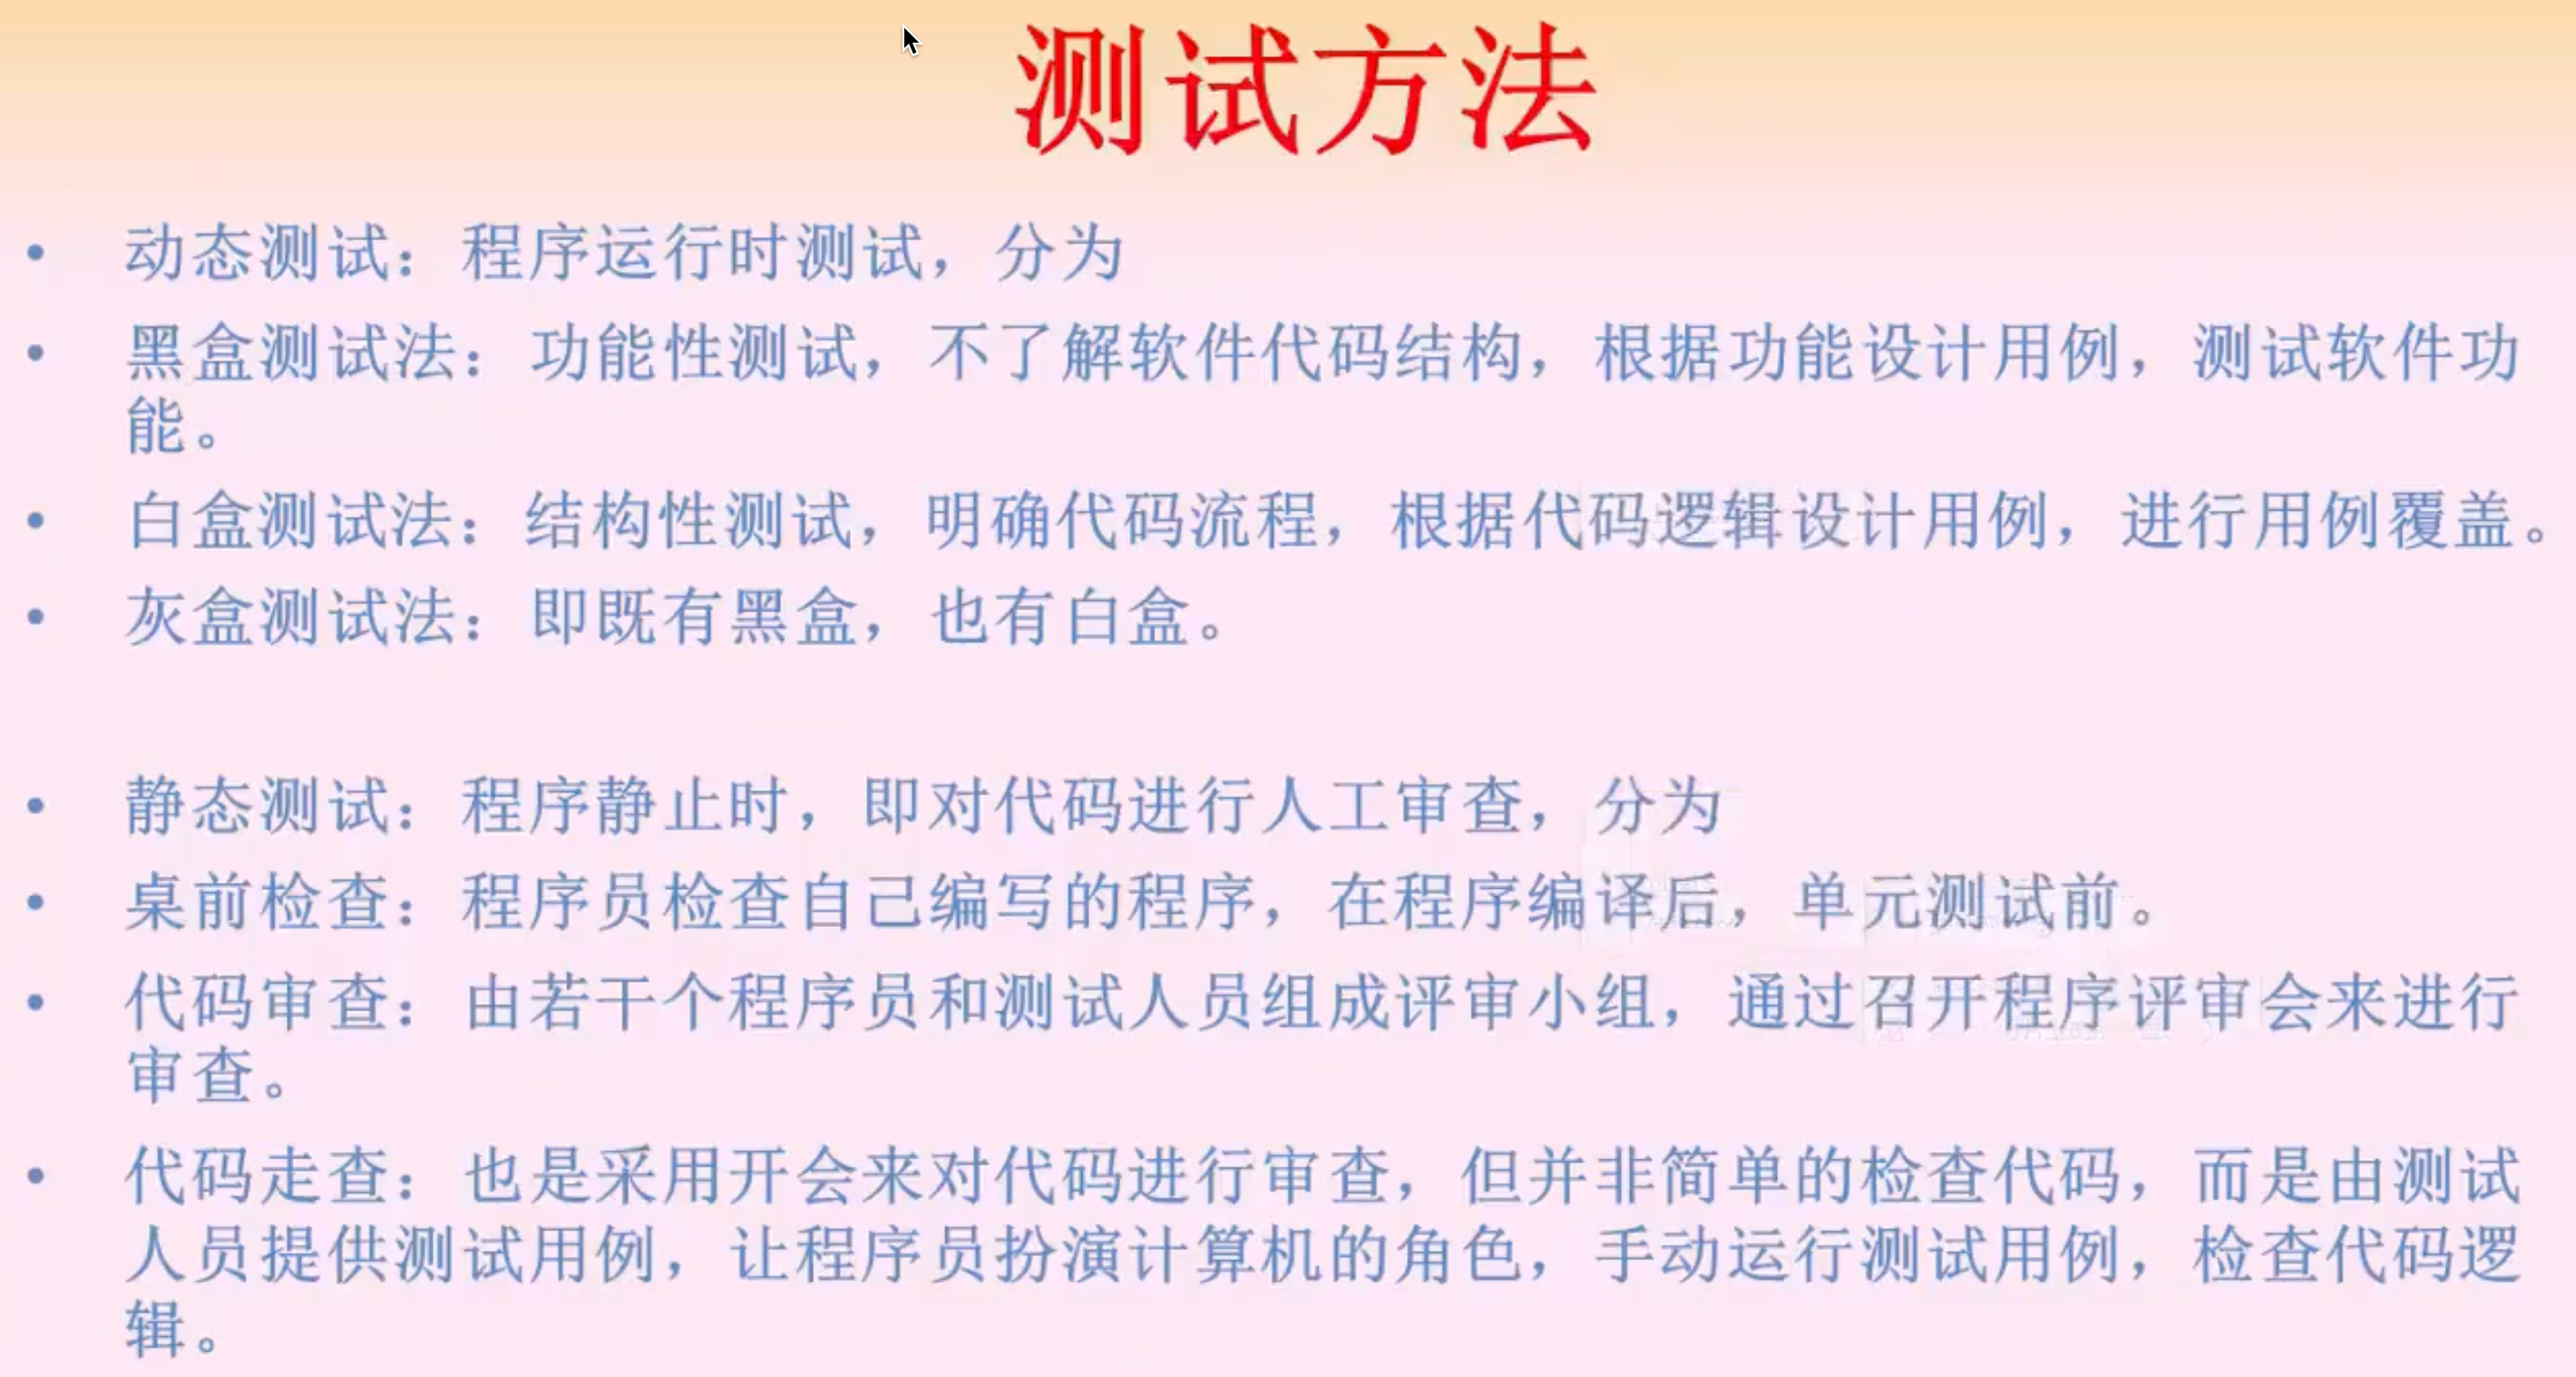 测试方法
• 动态测试：程序运行时测试，分为
• 黑盒测试法：功能性测试，不了解软件代码结构，根据功能设计用例，测试软件功
能。
• 白盒测试法：结构性测试，明确代码流程，根据代码逻辑设计用例，进行用例覆盖。
• 灰盒测试法：即既有黑盒，也有白盒。
• 静态测试：程序静止时，即对代码进行人工审查，分为
• 桌前检查：程序员检查自己编写的程序，在程序编译后，单元测试前。
• 代码审查：由若干个程序员和测试人员组成评审小组，通过召开程序评审会来进行
审查。
• 代码走查：也是采用开会来对代码进行审查，但并非简单的检查代码，而是由测试
人员提供测试用例，让程序员扮演计算机的角色，手动运行测试用例，检查代码逻
辑。